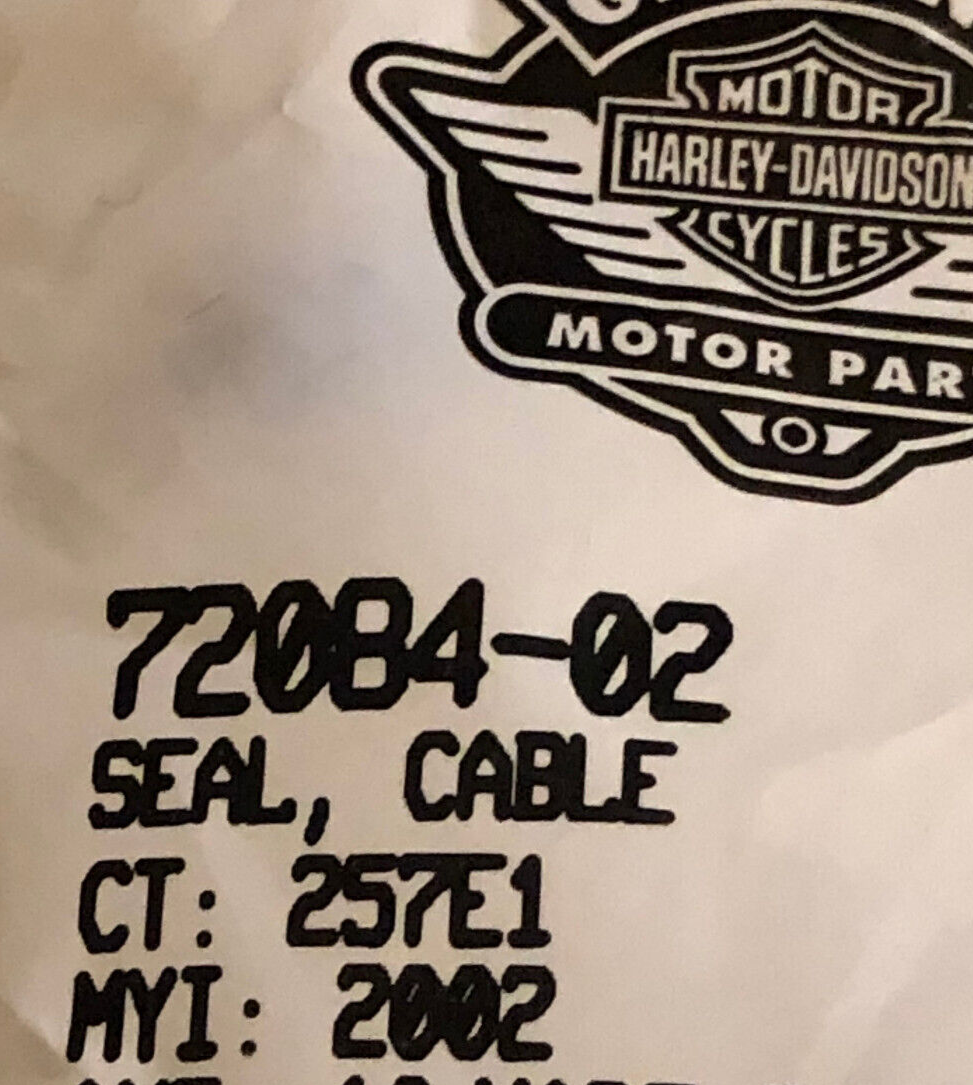 MOTOR
HARLEY-DAVIDSON
CYCLES
MOTOR PAR
72084-02
SEAL, CABLE
CT: 257E1
MYI: 2002